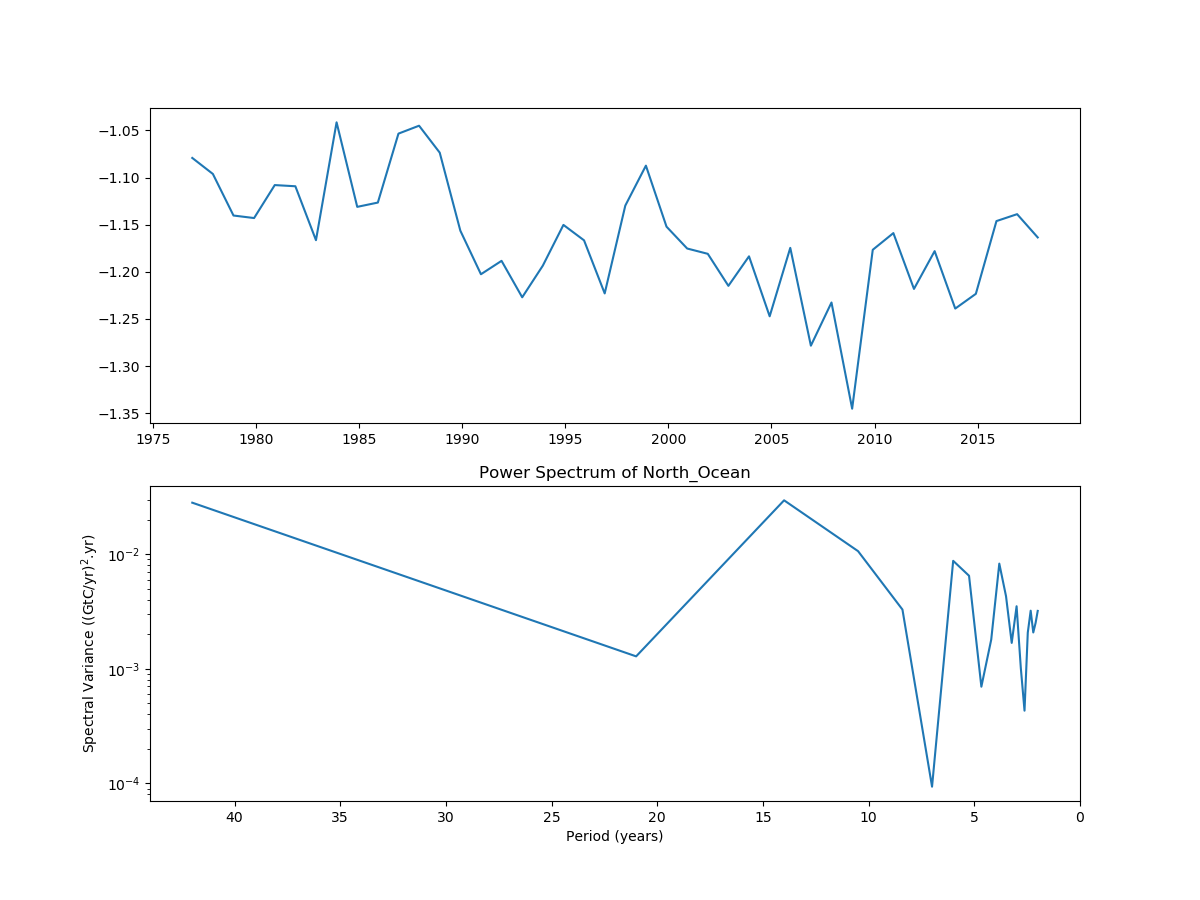 −1.05
−1.10
−1.15
−1.20
−1.25
−1.30
−1.35
1975 1980 1985 1990 1995 2000 2005 2010 2015
Power Spectrum of North_Ocean
Spectral Variance ((GtC/yr)².yr)
10⁻²
10⁻³
10⁻⁴
40 35 30 25 20 15 10 5 0
Period (years)